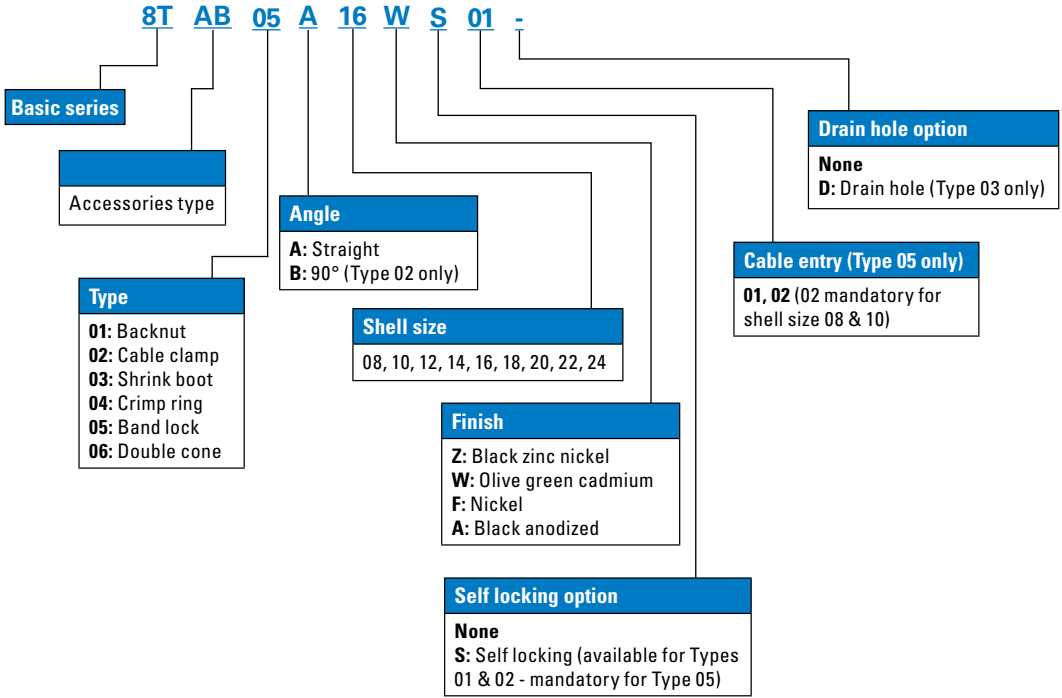 8T AB 05 A 16 W S 01 -
Basic series
Accessories type
Type
01: Backnut
02: Cable clamp
03: Shrink boot
04: Crimp ring
05: Band lock
06: Double cone
Angle
A: Straight
B: 90° (Type 02 only)
Shell size
08, 10, 12, 14, 16, 18, 20, 22, 24
Finish
Z: Black zinc nickel
W: Olive green cadmium
F: Nickel
A: Black anodized
Self locking option
None
S: Self locking (available for Types
01 & 02 - mandatory for Type 05)
Cable entry (Type 05 only)
01, 02 (02 mandatory for
shell size 08 & 10)
Drain hole option
None
D: Drain hole (Type 03 only)